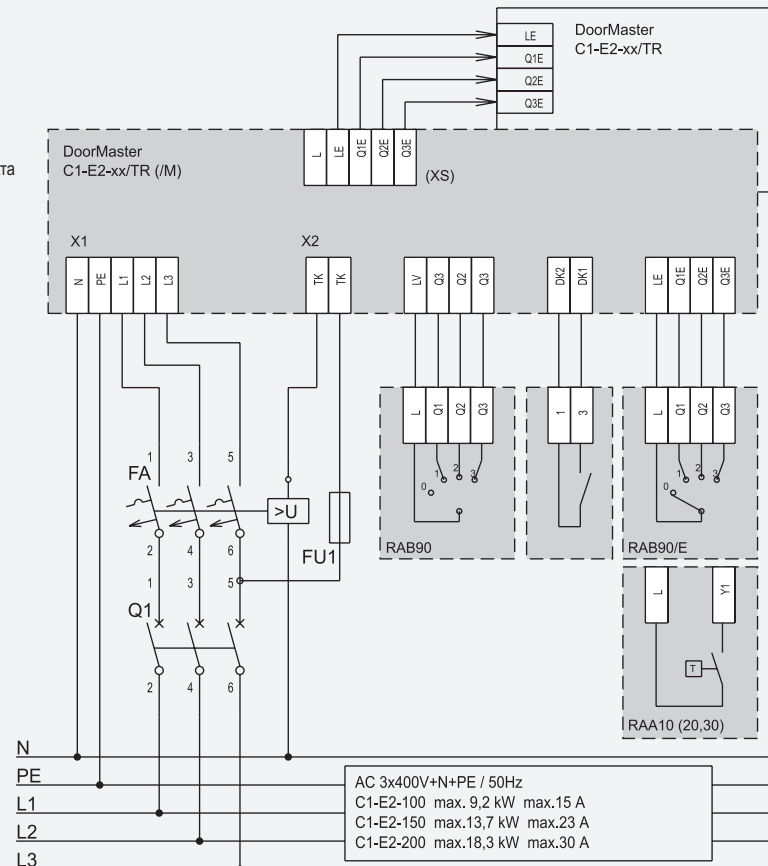 LE
Q1E
Q2E
Q3E
DoorMaster
C1-E2-xx/TR
та
DoorMaster
C1-E2-xx/TR (/M)
L
LE
Q1E
Q2E
Q3E
(XS)
X1
N
PE
L1
L2
L3
X2
TK
TK
LV
Q3
Q2
Q3
DK2
DK1
LE
Q1E
Q2E
Q3E
L
Q1
Q2
Q3
0
1
2
3
RAB90
1
3
L
Q1
Q2
Q3
0
1
2
3
RAB90/E
1
3
5
FA
>U
FU1
2
4
6
1
3
5
Q1
2
4
6
L
Y1
T
RAA10 (20,30)
N
PE
L1
L2
L3
AC 3x400V+N+PE / 50Hz
C1-E2-100 max. 9,2 kW max.15 A
C1-E2-150 max.13,7 kW max.23 A
C1-E2-200 max.18,3 kW max.30 A